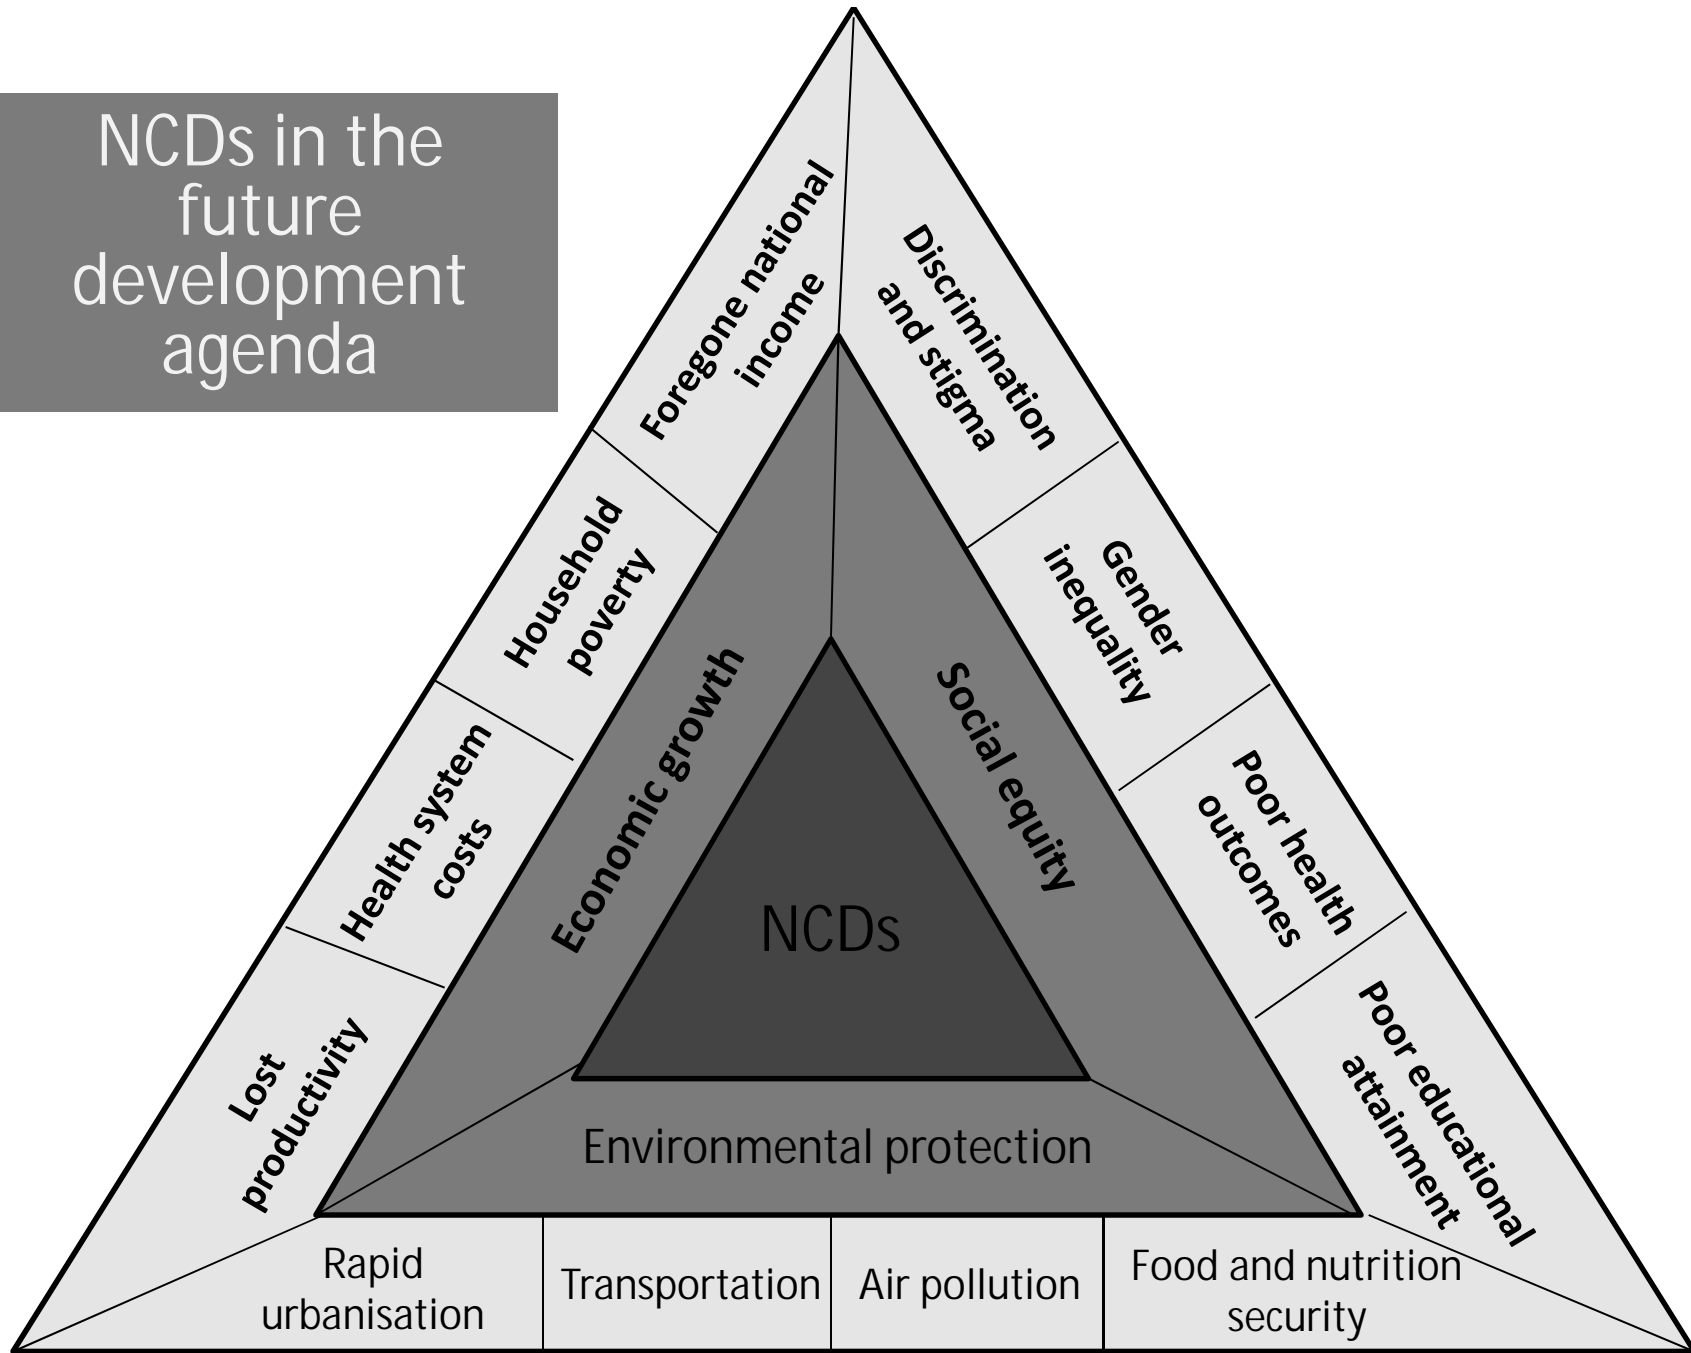 NCDs in the
future
development
agenda
Foregone national
income
Household
poverty
Health system
costs
Lost
productivity
Discrimination
and stigma
Gender
inequality
Poor health
outcomes
Poor educational
attainment
Economic growth
Social equity
NCDs
Environmental protection
Rapid
urbanisation
Transportation
Air pollution
Food and nutrition
security